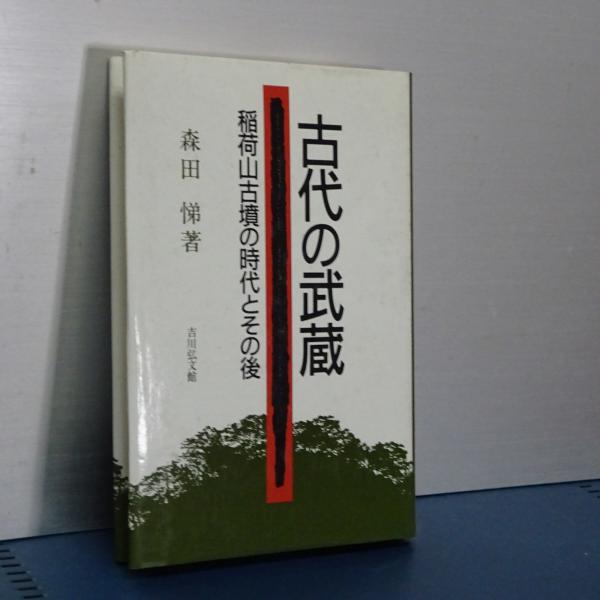 古代の武蔵
稲荷山古墳の時代とその後
森田 悌著
吉川弘文館